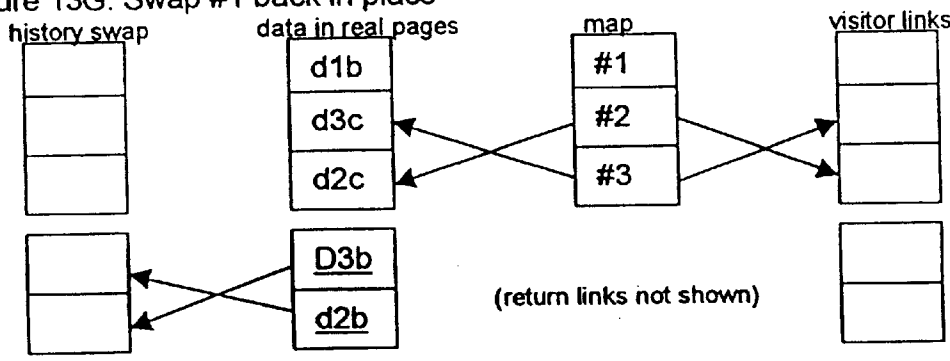 ure 13G: Swap #1 back in place
history swap data in real pages map visitor links
d1b #1
d3c #2
d2c #3
D3b
d2b
(return links not shown)